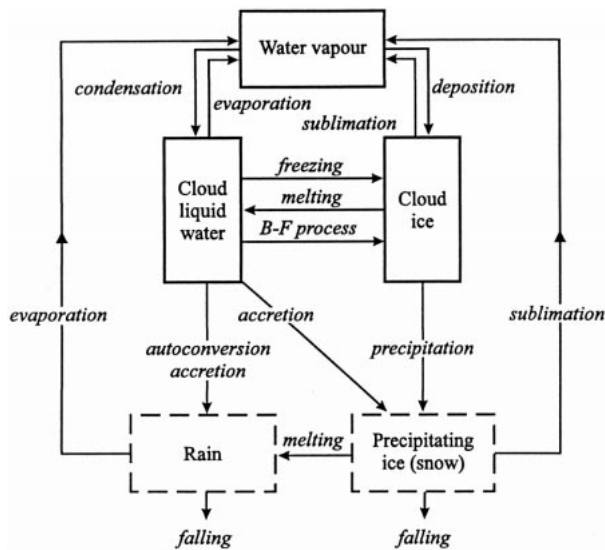 Water vapour
condensation
deposition
evaporation
sublimation
Cloud
liquid
water
freezing
melting
B-F process
Cloud
ice
evaporation
accretion
sublimation
autoconversion
accretion
precipitation
Rain
melting
Precipitating
ice (snow)
falling
falling